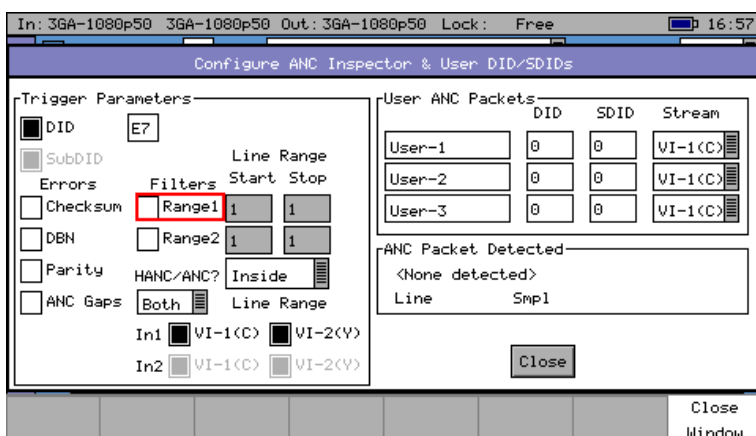 In: 3GA-1080p50 3GA-1080p50 Out: 3GA-1080p50 Lock: Free 16:57
Configure ANC Inspector & User DID/SDIDs
Trigger Parameters
DID E7
SubDID
Line Range
Errors Filters Start Stop
Checksum Range1 1 1
DBN Range2 1 1
Parity HANC/ANC? Inside
ANC Gaps Both Line Range
In1 VI-1(C) VI-2(Y)
In2 VI-1(C) VI-2(Y)
User ANC Packets
DID SDID Stream
User-1 0 0 VI-1(C)
User-2 0 0 VI-1(C)
User-3 0 0 VI-1(C)
ANC Packet Detected
<None detected>
Line Smpl
Close
Close
Window